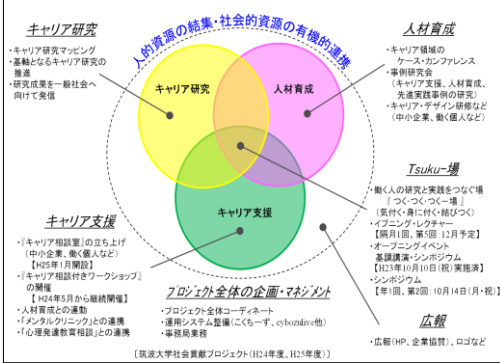 人的資源の結集・社会的資源の有機的連携
キャリア研究
・キャリア研究マッピング
・基軸となるキャリア研究の
推進
・研究成果を一般社会へ
向けて発信
人材育成
・キャリア領域の
ケース・カンファレンス
・事例研究会
(キャリア支援、人材育成、
先進実践事例の研究)
・キャリア・デザイン研修など
(中小企業、働く個人など)
キャリア研究
人材育成
キャリア支援
Tsuku-場
・働く人の研究と実践をつなぐ場
『つく・つく・つくー場』
(気付く・身に付く・結びつく)
・イブニング・レクチャー
【隔月1回、第5回：12月予定】
・オープニングイベント
基調講演・シンポジウム
【H23年10月10日(祝)実施済】
・シンポジウム
【年1回、第2回：10月14日(月・祝)】
キャリア支援
・『キャリア相談室』の立ち上げ
(中小企業、働く個人など)
【H25年1月開設】
・『キャリア相談付きワークショップ』
の開催
【H24年5月から継続開催】
・人材育成との連動
・「メンタルクリニック」との連携
・「心理発達教育相談」との連携
プロジェクト全体の企画・マネジメント
・プロジェクト全体コーディネート
・運用システム整備(こくちーず、cybozulive他)
・事務局業務
広報
・広報(HP、企業協賛)、ロゴなど
〔筑波大学社会貢献プロジェクト(H24年度、H25年度)〕